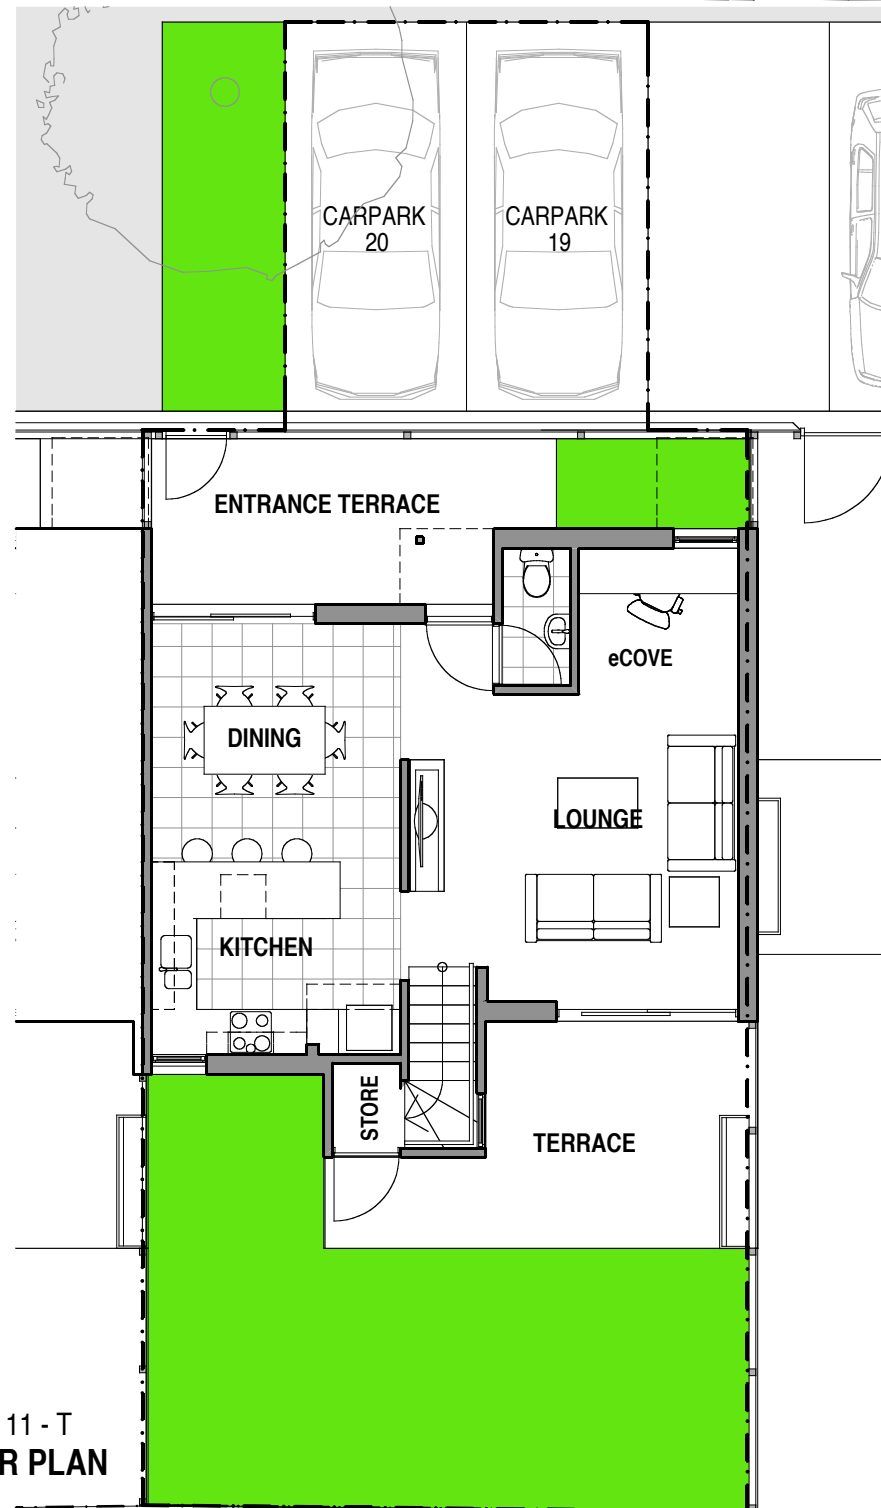 CARPARK
20
CARPARK
19
ENTRANCE TERRACE
eCOVE
DINING
LOUNGE
KITCHEN
STORE
TERRACE
11 - T
R PLAN